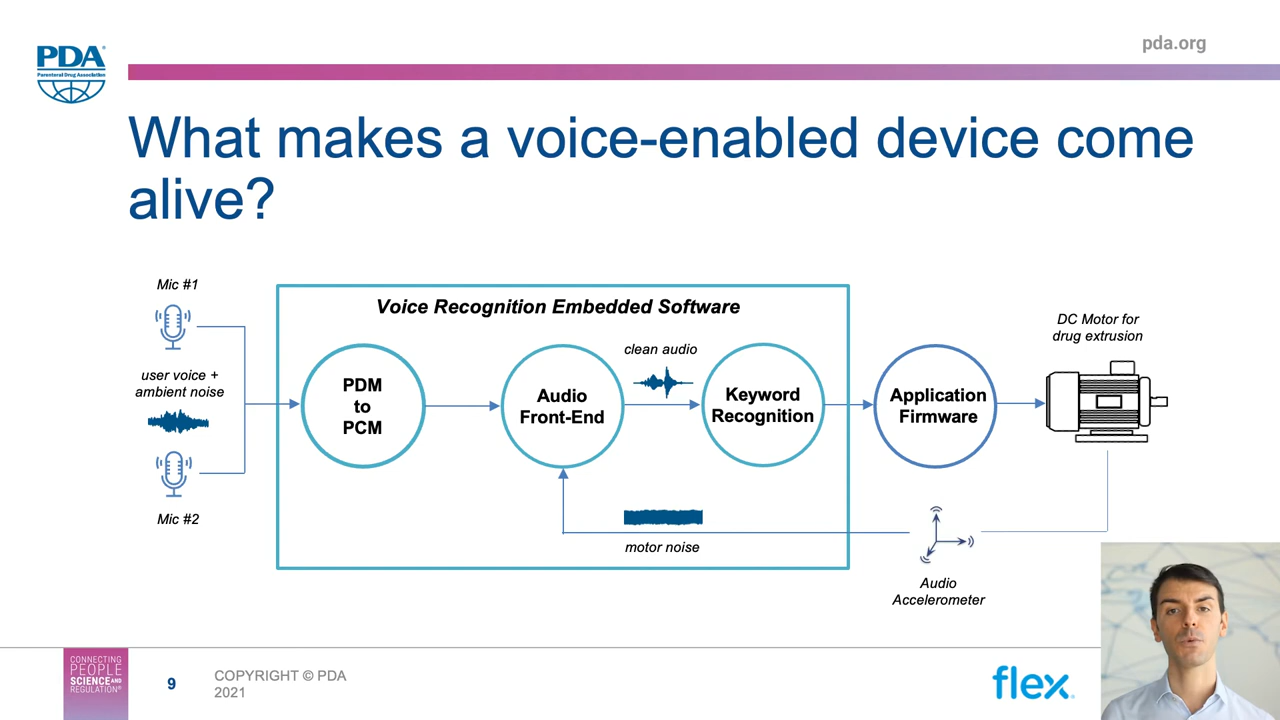 PDA®
Parenteral Drug Association
pda.org
What makes a voice-enabled device come
alive?
Mic #1
user voice +
ambient noise
Mic #2
Voice Recognition Embedded Software
PDM
to
PCM
Audio
Front-End
clean audio
Keyword
Recognition
motor noise
Application
Firmware
DC Motor for
drug extrusion
Audio
Accelerometer
CONNECTING
PEOPLE
SCIENCE AND
REGULATION®
9
COPYRIGHT © PDA
2021
flex.